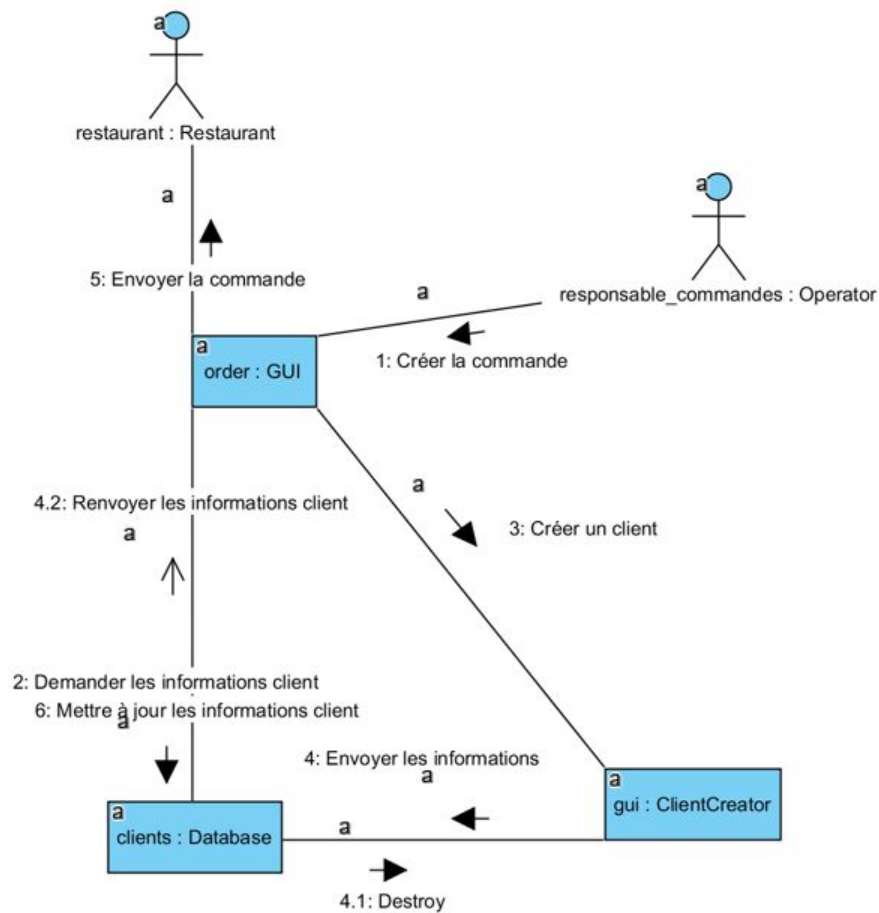 a
restaurant : Restaurant
a
a
5: Envoyer la commande
a
responsable_commandes : Operator
a
order : GUI
1: Créer la commande
a
4.2: Renvoyer les informations client
a
3: Créer un client
2: Demander les informations client
6: Mettre à jour les informations client
a
4: Envoyer les informations
a
a
gui : ClientCreator
a
clients : Database
a
4.1: Destroy